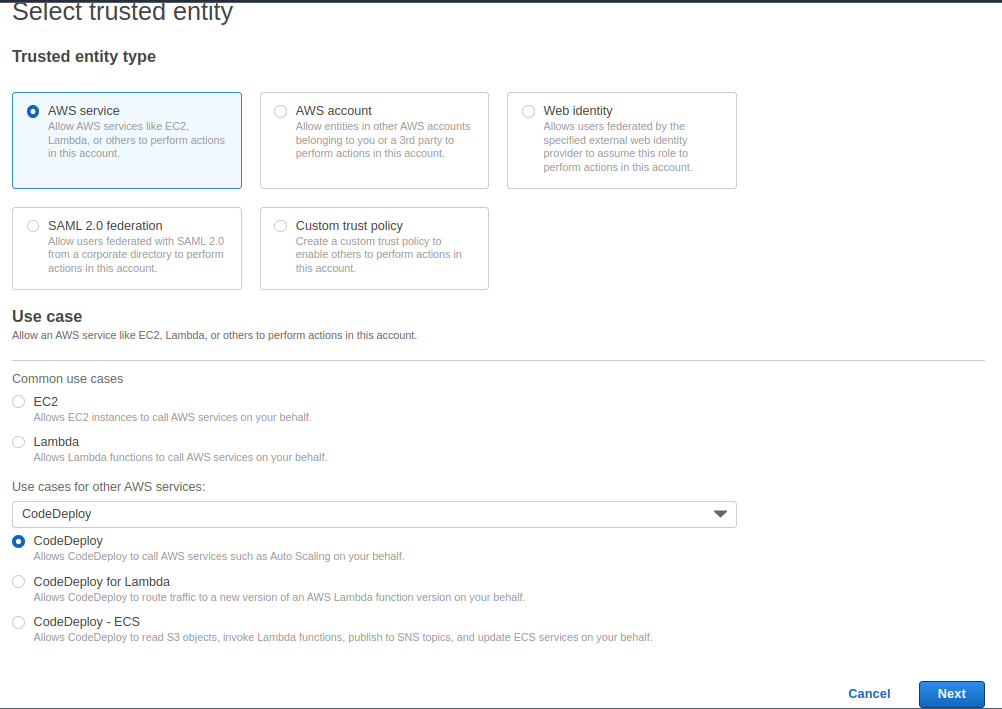 Select trusted entity
Trusted entity type
AWS service
Allow AWS services like EC2,
Lambda, or others to perform actions
in this account.
AWS account
Allow entities in other AWS accounts
belonging to you or a 3rd party to
perform actions in this account.
Web identity
Allows users federated by the
specified external web identity
provider to assume this role to
perform actions in this account.
SAML 2.0 federation
Allow users federated with SAML 2.0
from a corporate directory to perform
actions in this account.
Custom trust policy
Create a custom trust policy to
enable others to perform actions in
this account.
Use case
Allow an AWS service like EC2, Lambda, or others to perform actions in this account.
Common use cases
EC2
Allows EC2 instances to call AWS services on your behalf.
Lambda
Allows Lambda functions to call AWS services on your behalf.
Use cases for other AWS services:
CodeDeploy
CodeDeploy
Allows CodeDeploy to call AWS services such as Auto Scaling on your behalf.
CodeDeploy for Lambda
Allows CodeDeploy to route traffic to a new version of an AWS Lambda function version on your behalf.
CodeDeploy - ECS
Allows CodeDeploy to read S3 objects, invoke Lambda functions, publish to SNS topics, and update ECS services on your behalf.
Cancel
Next